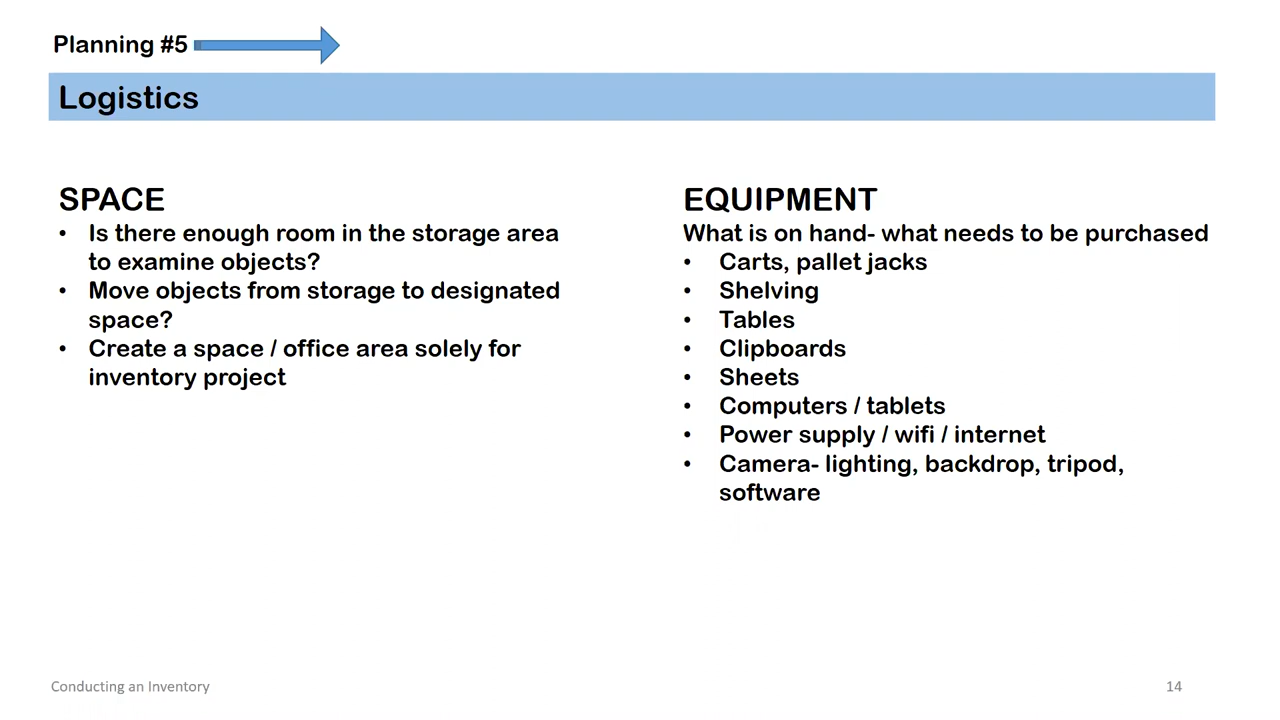 Planning #5
Logistics
SPACE
• Is there enough room in the storage area
to examine objects?
• Move objects from storage to designated
space?
• Create a space / office area solely for
inventory project
EQUIPMENT
What is on hand- what needs to be purchased
• Carts, pallet jacks
• Shelving
• Tables
• Clipboards
• Sheets
• Computers / tablets
• Power supply / wifi / internet
• Camera- lighting, backdrop, tripod,
software
Conducting an Inventory
14